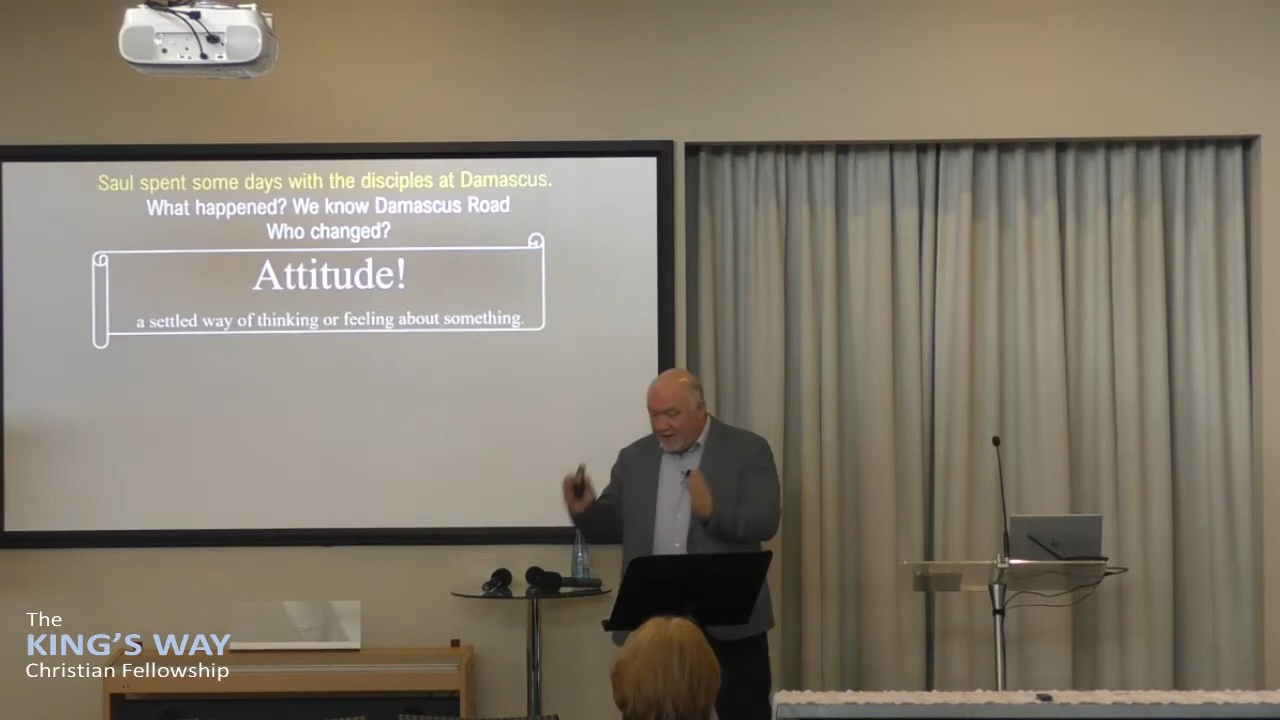 Saul spent some days with the disciples at Damascus.
What happened? We know Damascus Road
Who changed?
Attitude!
a settled way of thinking or feeling about something.
The
KING'S WAY
Christian Fellowship